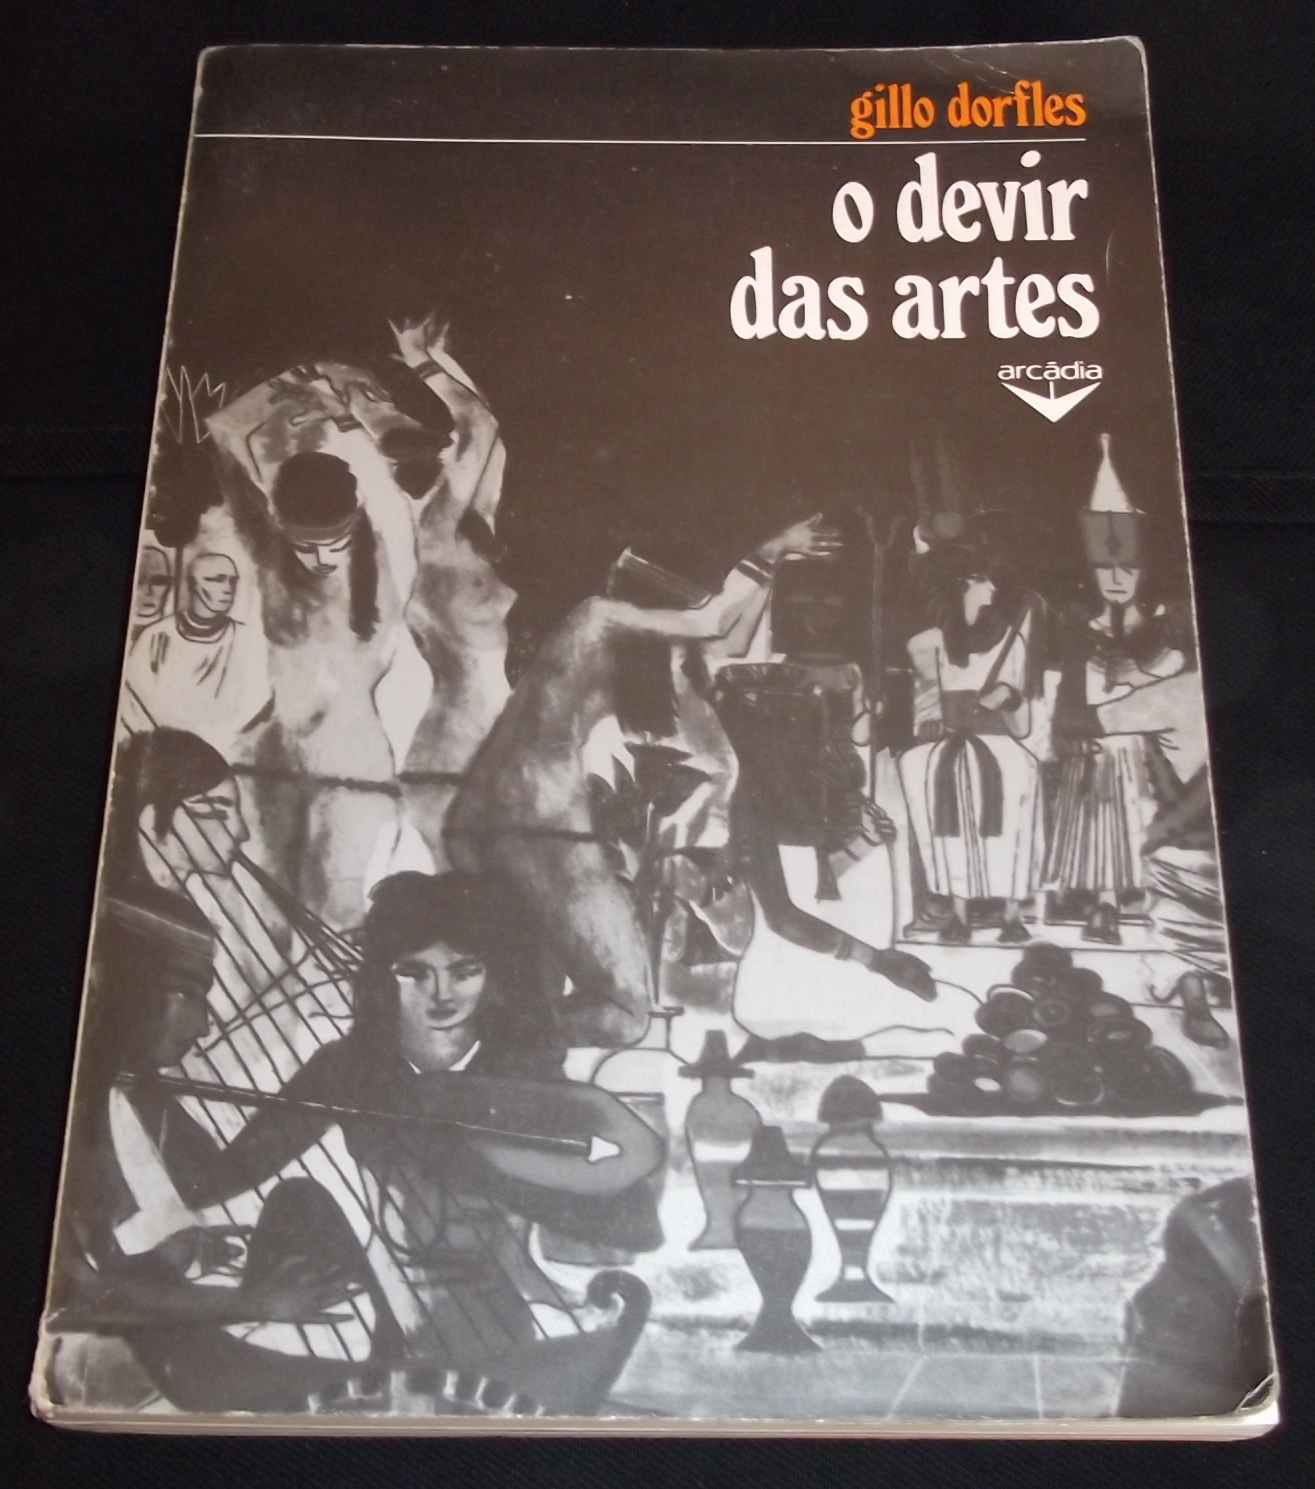 gillo dorfles
o devir
das artes
arcádia